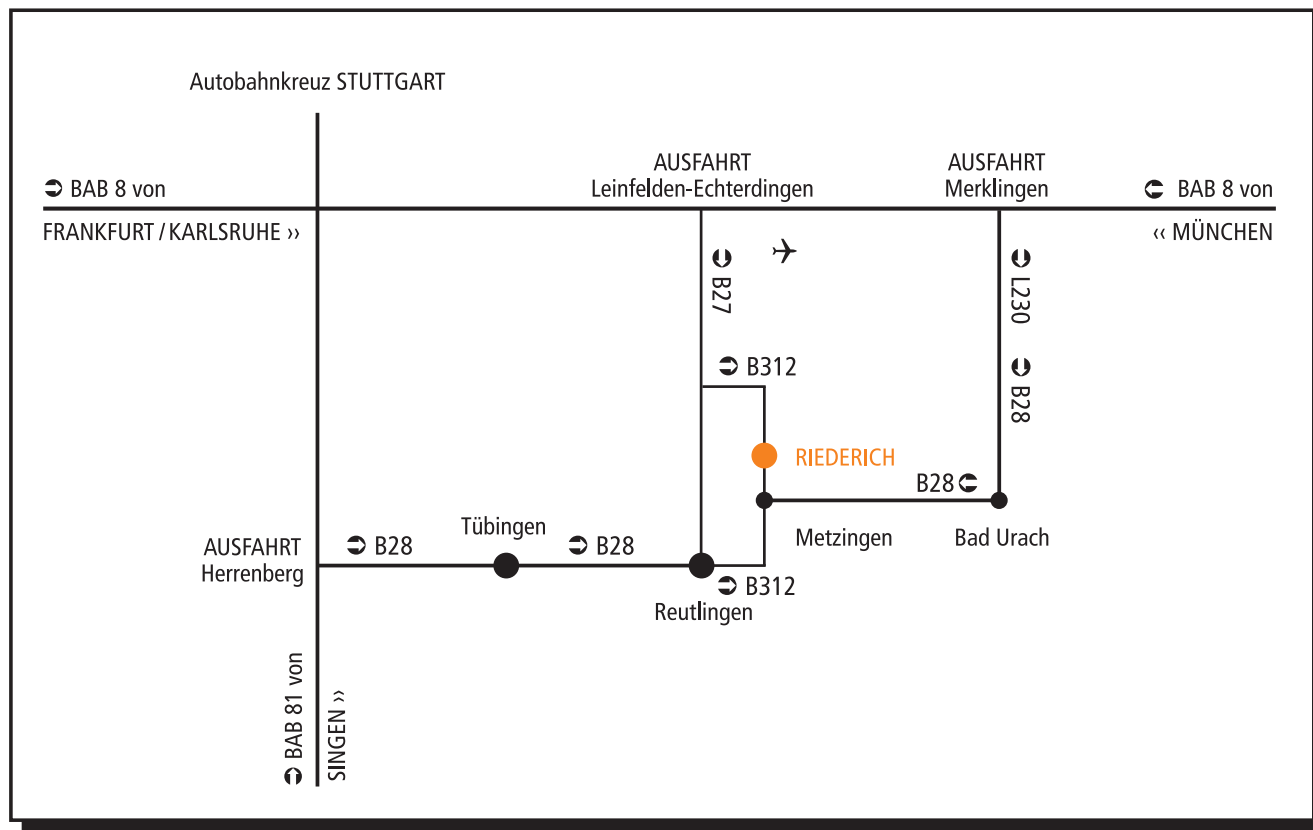 Autobahnkreuz STUTTGART
AUSFAHRT
Leinfelden-Echterdingen
AUSFAHRT
Merklingen
BAB 8 von
FRANKFURT / KARLSRUHE ››
BAB 8 von
‹‹ MÜNCHEN
B27
L230
B312
B28
RIEDERICH
B28
Metzingen
Bad Urach
Tübingen
AUSFAHRT
Herrenberg
B28
B28
B312
Reutlingen
BAB 81 von
SINGEN ››